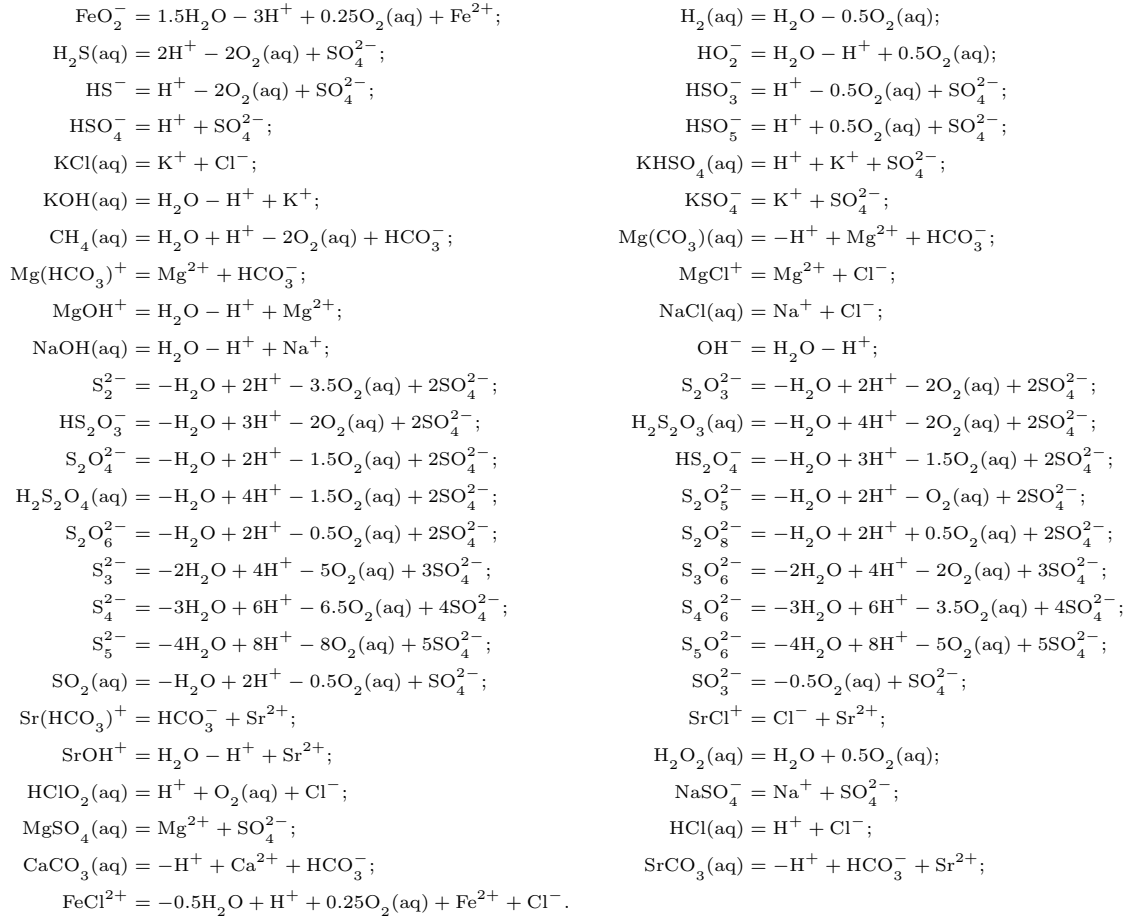 FeO₂⁻ = 1.5H₂O − 3H⁺ + 0.25O₂(aq) + Fe²⁺; H₂(aq) = H₂O − 0.5O₂(aq);
H₂S(aq) = 2H⁺ − 2O₂(aq) + SO₄²⁻; HO₂⁻ = H₂O − H⁺ + 0.5O₂(aq);
HS⁻ = H⁺ − 2O₂(aq) + SO₄²⁻; HSO₃⁻ = H⁺ − 0.5O₂(aq) + SO₄²⁻;
HSO₄⁻ = H⁺ + SO₄²⁻; HSO₅⁻ = H⁺ + 0.5O₂(aq) + SO₄²⁻;
KCl(aq) = K⁺ + Cl⁻; KHSO₄(aq) = H⁺ + K⁺ + SO₄²⁻;
KOH(aq) = H₂O − H⁺ + K⁺; KSO₄⁻ = K⁺ + SO₄²⁻;
CH₄(aq) = H₂O + H⁺ − 2O₂(aq) + HCO₃⁻; Mg(CO₃)(aq) = −H⁺ + Mg²⁺ + HCO₃⁻;
Mg(HCO₃)⁺ = Mg²⁺ + HCO₃⁻; MgCl⁺ = Mg²⁺ + Cl⁻;
MgOH⁺ = H₂O − H⁺ + Mg²⁺; NaCl(aq) = Na⁺ + Cl⁻;
NaOH(aq) = H₂O − H⁺ + Na⁺; OH⁻ = H₂O − H⁺;
S₂²⁻ = −H₂O + 2H⁺ − 3.5O₂(aq) + 2SO₄²⁻; S₂O₃²⁻ = −H₂O + 2H⁺ − 2O₂(aq) + 2SO₄²⁻;
HS₂O₃⁻ = −H₂O + 3H⁺ − 2O₂(aq) + 2SO₄²⁻; H₂S₂O₃(aq) = −H₂O + 4H⁺ − 2O₂(aq) + 2SO₄²⁻;
S₂O₄²⁻ = −H₂O + 2H⁺ − 1.5O₂(aq) + 2SO₄²⁻; HS₂O₄⁻ = −H₂O + 3H⁺ − 1.5O₂(aq) + 2SO₄²⁻;
H₂S₂O₄(aq) = −H₂O + 4H⁺ − 1.5O₂(aq) + 2SO₄²⁻; S₂O₅²⁻ = −H₂O + 2H⁺ − O₂(aq) + 2SO₄²⁻;
S₂O₆²⁻ = −H₂O + 2H⁺ − 0.5O₂(aq) + 2SO₄²⁻; S₂O₈²⁻ = −H₂O + 2H⁺ + 0.5O₂(aq) + 2SO₄²⁻;
S₃²⁻ = −2H₂O + 4H⁺ − 5O₂(aq) + 3SO₄²⁻; S₃O₆²⁻ = −2H₂O + 4H⁺ − 2O₂(aq) + 3SO₄²⁻;
S₄²⁻ = −3H₂O + 6H⁺ − 6.5O₂(aq) + 4SO₄²⁻; S₄O₆²⁻ = −3H₂O + 6H⁺ − 3.5O₂(aq) + 4SO₄²⁻;
S₅²⁻ = −4H₂O + 8H⁺ − 8O₂(aq) + 5SO₄²⁻; S₅O₆²⁻ = −4H₂O + 8H⁺ − 5O₂(aq) + 5SO₄²⁻;
SO₂(aq) = −H₂O + 2H⁺ − 0.5O₂(aq) + SO₄²⁻; SO₃²⁻ = −0.5O₂(aq) + SO₄²⁻;
Sr(HCO₃)⁺ = HCO₃⁻ + Sr²⁺; SrCl⁺ = Cl⁻ + Sr²⁺;
SrOH⁺ = H₂O − H⁺ + Sr²⁺; H₂O₂(aq) = H₂O + 0.5O₂(aq);
HClO₂(aq) = H⁺ + O₂(aq) + Cl⁻; NaSO₄⁻ = Na⁺ + SO₄²⁻;
MgSO₄(aq) = Mg²⁺ + SO₄²⁻; HCl(aq) = H⁺ + Cl⁻;
CaCO₃(aq) = −H⁺ + Ca²⁺ + HCO₃⁻; SrCO₃(aq) = −H⁺ + HCO₃⁻ + Sr²⁺;
FeCl²⁺ = −0.5H₂O + H⁺ + 0.25O₂(aq) + Fe²⁺ + Cl⁻.